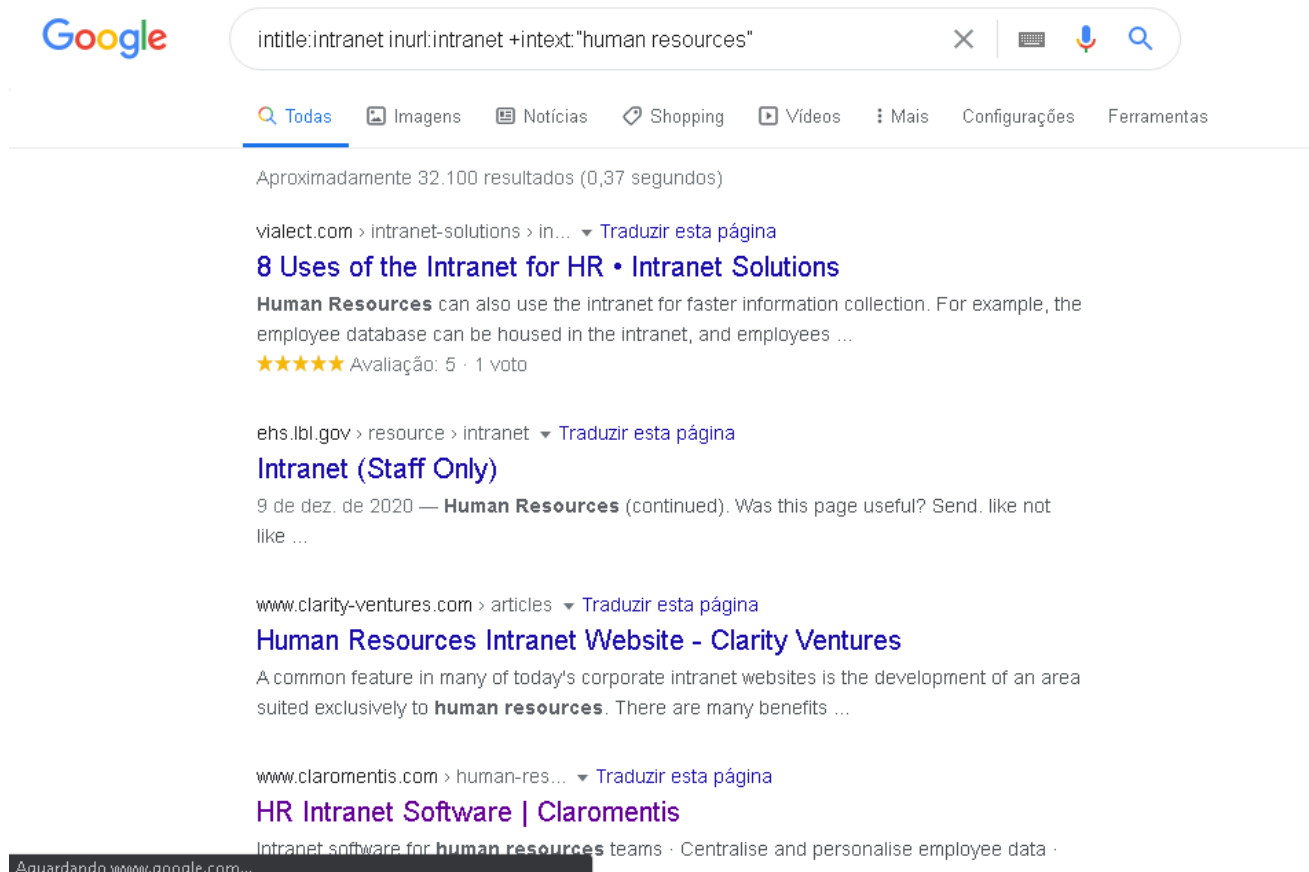 Google
intitle:intranet inurl:intranet +intext:"human resources"
Todas Imagens Notícias Shopping Vídeos Mais Configurações Ferramentas
Aproximadamente 32.100 resultados (0,37 segundos)
vialect.com › intranet-solutions › in... Traduzir esta página
8 Uses of the Intranet for HR • Intranet Solutions
Human Resources can also use the intranet for faster information collection. For example, the
employee database can be housed in the intranet, and employees ...
Avaliação: 5 · 1 voto
ehs.lbl.gov › resource › intranet Traduzir esta página
Intranet (Staff Only)
9 de dez. de 2020 — Human Resources (continued). Was this page useful? Send. like not
like ...
www.clarity-ventures.com › articles Traduzir esta página
Human Resources Intranet Website - Clarity Ventures
A common feature in many of today's corporate intranet websites is the development of an area
suited exclusively to human resources. There are many benefits ...
www.claromentis.com › human-res... Traduzir esta página
HR Intranet Software | Claromentis
Intranet software for human resources teams · Centralise and personalise employee data ·
Aguardando www.google.com...